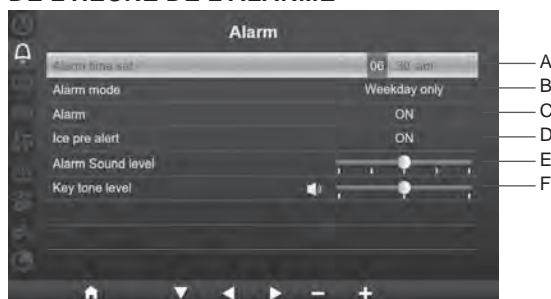 DE L'HEURE DE L'ALARME
Alarm
Alarm time set 06 30 am A
Alarm mode Weekday only B
Alarm ON C
Ice pre alert ON D
Alarm Sound level E
Key tone level F